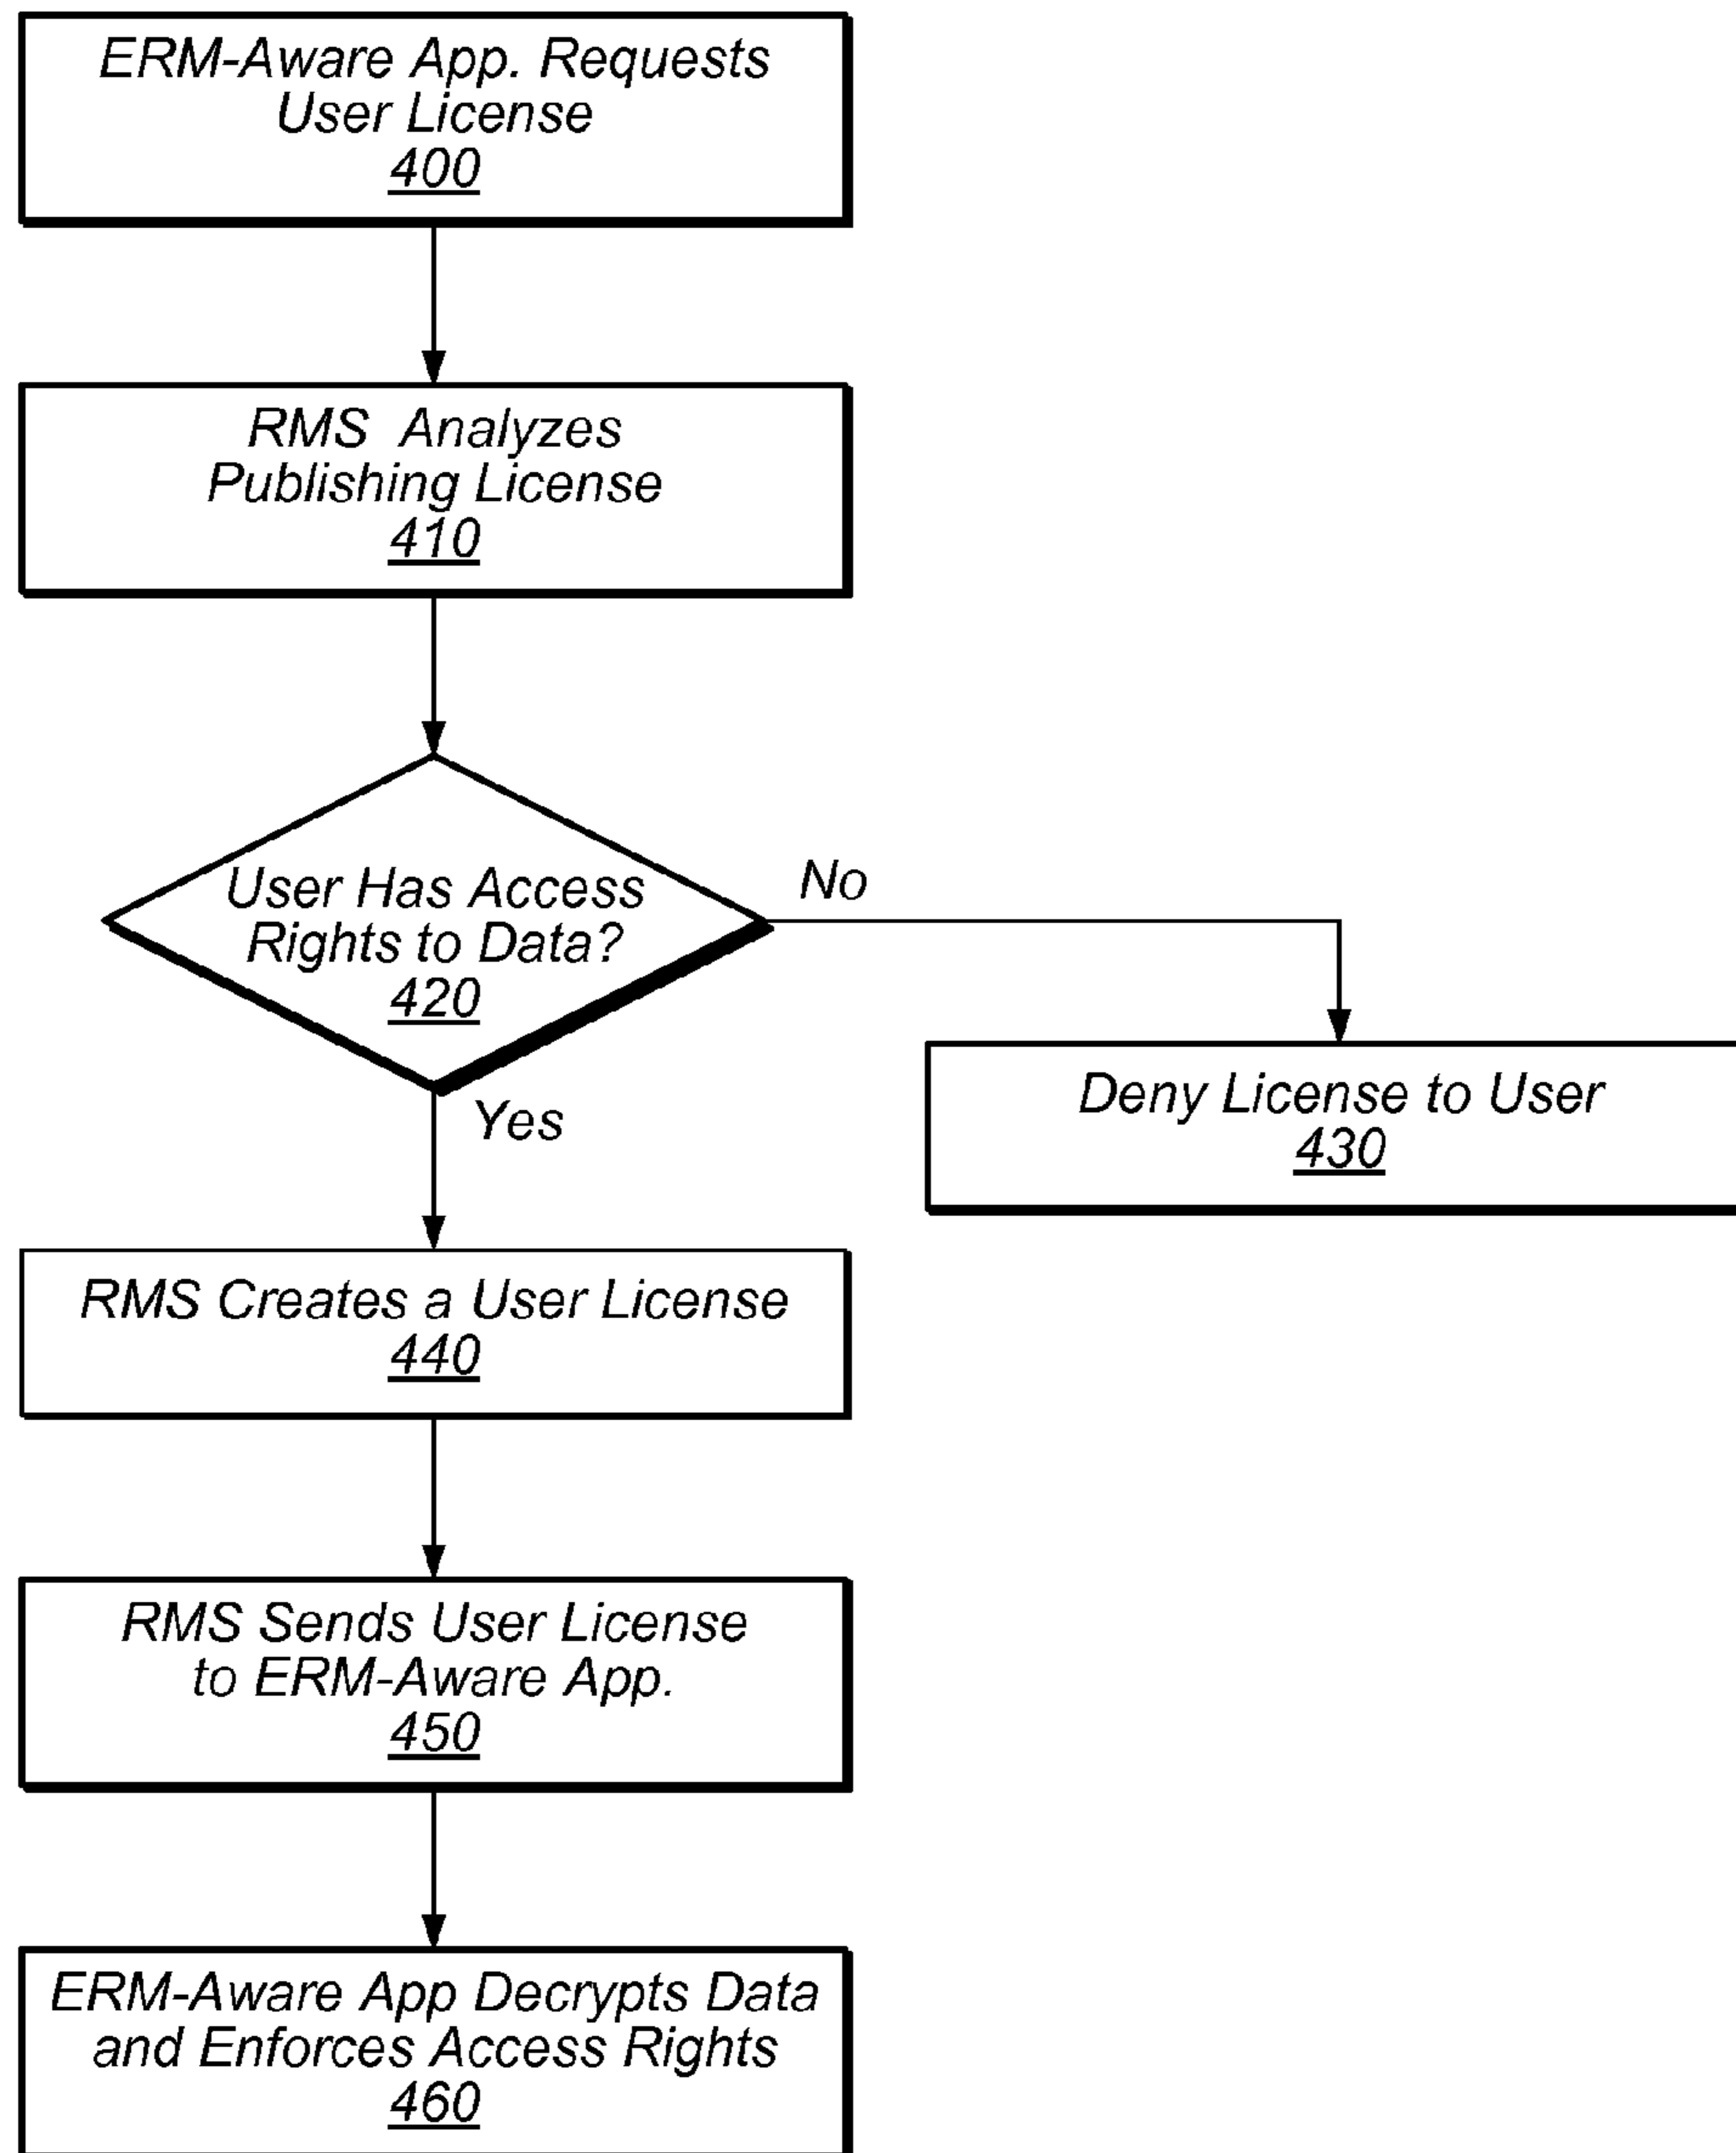 ERM-Aware App. Requests
User License
400
RMS Analyzes
Publishing License
410
User Has Access
Rights to Data?
420
No
Yes
Deny License to User
430
RMS Creates a User License
440
RMS Sends User License
to ERM-Aware App.
450
ERM-Aware App Decrypts Data
and Enforces Access Rights
460